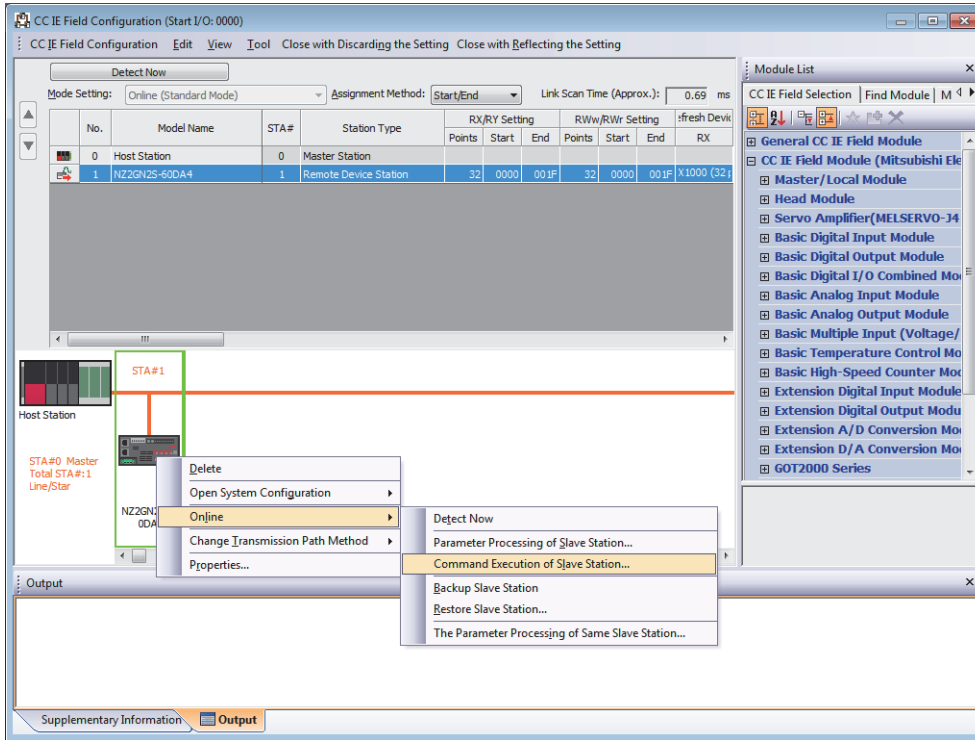 CC IE Field Configuration (Start I/O: 0000)
CC IE Field Configuration Edit View Tool Close with Discarding the Setting Close with Reflecting the Setting
Detect Now
Mode Setting: Online (Standard Mode) Assignment Method: Start/End Link Scan Time (Approx.): 0.69 ms
No. Model Name STA# Station Type RX/RY Setting RWw/RWr Setting :fresh Devic
Points Start End Points Start End RX
0 Host Station 0 Master Station
1 NZ2GN2S-60DA4 1 Remote Device Station 32 0000 001F 32 0000 001F X1000 (32 p
STA#1
Host Station
STA#0 Master
Total STA#:1
Line/Star
NZ2GN2
0DA
Delete
Open System Configuration
Online
Change Transmission Path Method
Properties...
Detect Now
Parameter Processing of Slave Station...
Command Execution of Slave Station...
Backup Slave Station
Restore Slave Station...
The Parameter Processing of Same Slave Station...
Module List
CC IE Field Selection Find Module M
General CC IE Field Module
CC IE Field Module (Mitsubishi Ele
Master/Local Module
Head Module
Servo Amplifier(MELSERVO-J4
Basic Digital Input Module
Basic Digital Output Module
Basic Digital I/O Combined Mo
Basic Analog Input Module
Basic Analog Output Module
Basic Multiple Input (Voltage/
Basic Temperature Control Mo
Basic High-Speed Counter Mod
Extension Digital Input Module
Extension Digital Output Modu
Extension A/D Conversion Mo
Extension D/A Conversion Mo
GOT2000 Series
Output
Supplementary Information Output